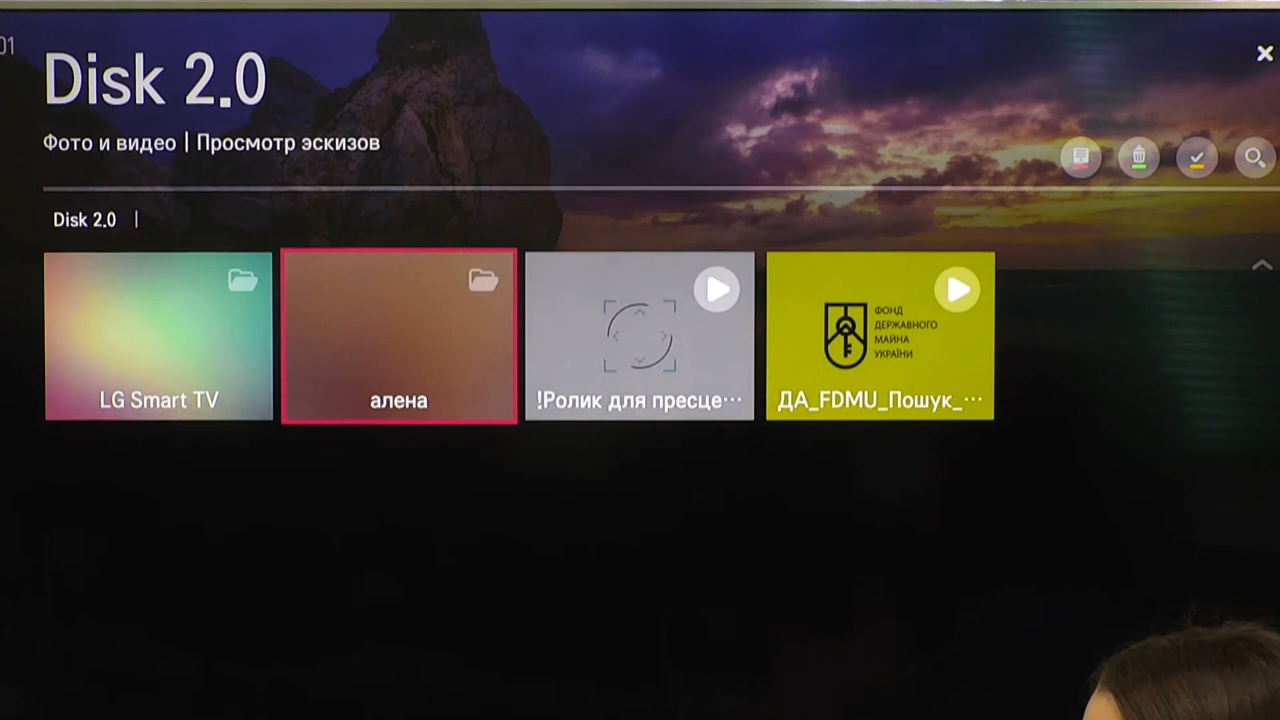 01
Disk 2.0
Фото и видео | Просмотр эскизов
Disk 2.0 |
LG Smart TV
алена
!Ролик для пресце···
ФОНД
ДЕРЖАВНОГО
МАЙНА
УКРАЇНИ
ДА_FDMU_Пошук_···